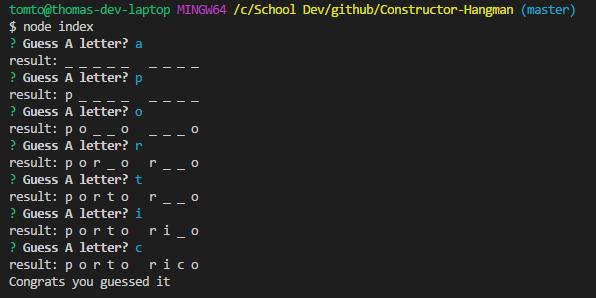 tomto@thomas-dev-laptop MINGW64 /c/School Dev/github/Constructor-Hangman (master)
$ node index
? Guess A letter? a
result: _ _ _ _ _   _ _ _ _
? Guess A letter? p
result: p _ _ _ _   _ _ _ _
? Guess A letter? o
result: p o _ _ o   _ _ _ o
? Guess A letter? r
result: p o r _ o   r _ _ o
? Guess A letter? t
result: p o r t o   r _ _ o
? Guess A letter? i
result: p o r t o   r i _ o
? Guess A letter? c
result: p o r t o   r i c o
Congrats you guessed it